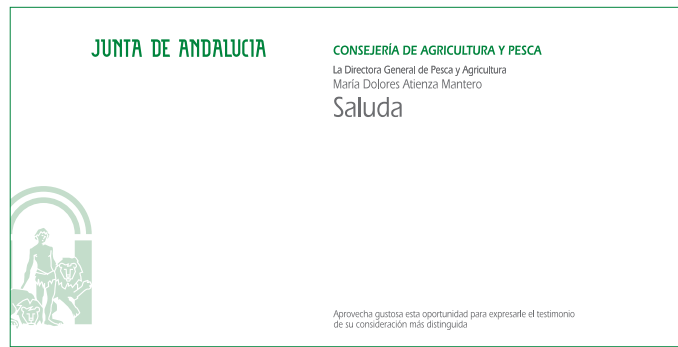 JUNTA DE ANDALUCIA
CONSEJERÍA DE AGRICULTURA Y PESCA
La Directora General de Pesca y Agricultura
María Dolores Atienza Mantero
Saluda
Aprovecha gustosa esta oportunidad para expresarle el testimonio
de su consideración más distinguida